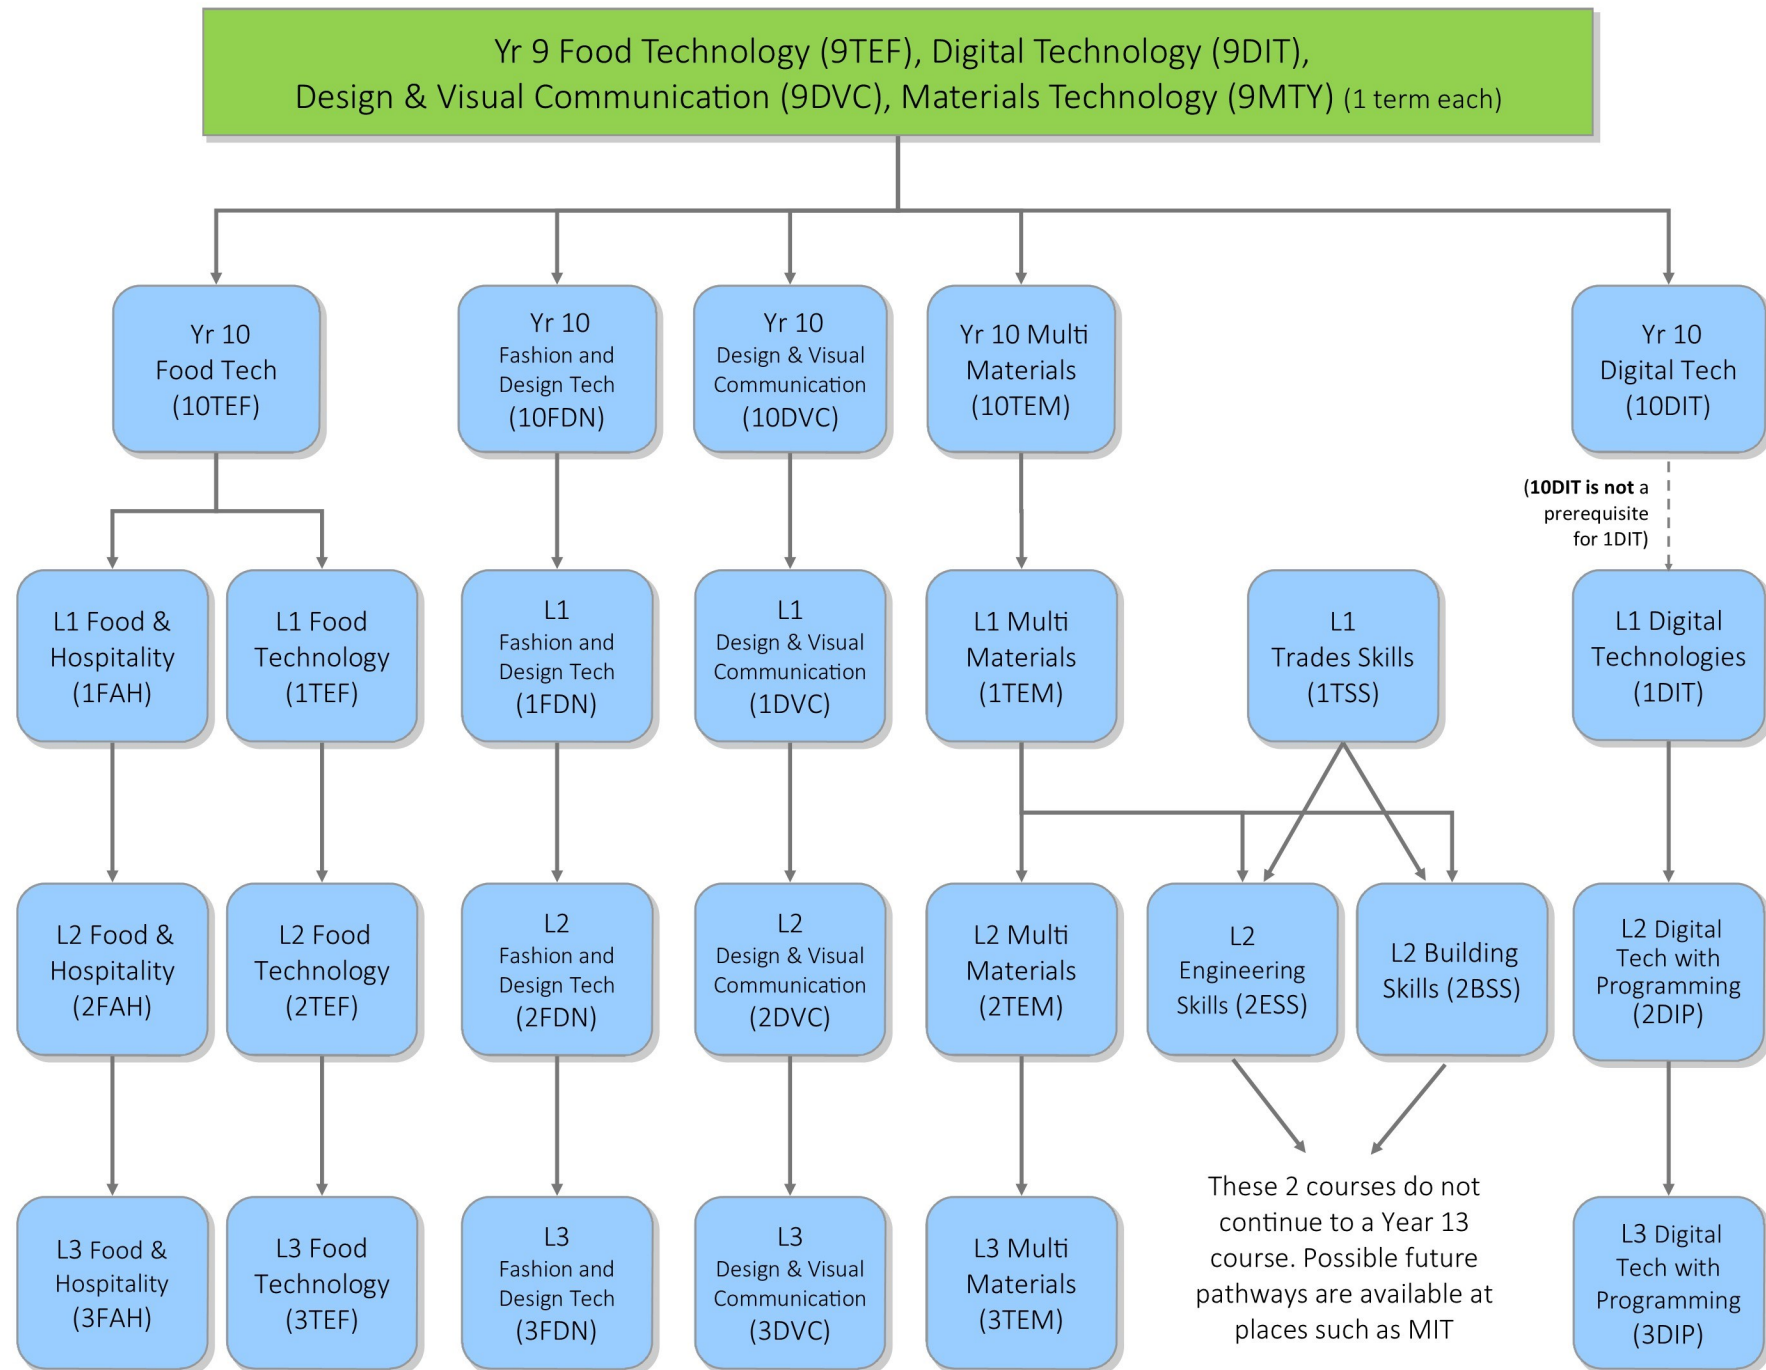 Yr 9 Food Technology (9TEF), Digital Technology (9DIT),
Design & Visual Communication (9DVC), Materials Technology (9MTY) (1 term each)
Yr 10
Food Tech
(10TEF)
Yr 10
Fashion and
Design Tech
(10FDN)
Yr 10
Design & Visual
Communication
(10DVC)
Yr 10 Multi
Materials
(10TEM)
Yr 10
Digital Tech
(10DIT)
(10DIT is not a
prerequisite
for 1DIT)
L1 Food &
Hospitality
(1FAH)
L1 Food
Technology
(1TEF)
L1
Fashion and
Design Tech
(1FDN)
L1
Design & Visual
Communication
(1DVC)
L1 Multi
Materials
(1TEM)
L1
Trades Skills
(1TSS)
L1 Digital
Technologies
(1DIT)
L2 Food &
Hospitality
(2FAH)
L2 Food
Technology
(2TEF)
L2
Fashion and
Design Tech
(2FDN)
L2
Design & Visual
Communication
(2DVC)
L2 Multi
Materials
(2TEM)
L2
Engineering
Skills (2ESS)
L2 Building
Skills (2BSS)
L2 Digital
Tech with
Programming
(2DIP)
L3 Food &
Hospitality
(3FAH)
L3 Food
Technology
(3TEF)
L3
Fashion and
Design Tech
(3FDN)
L3
Design & Visual
Communication
(3DVC)
L3 Multi
Materials
(3TEM)
These 2 courses do not
continue to a Year 13
course. Possible future
pathways are available at
places such as MIT
L3 Digital
Tech with
Programming
(3DIP)